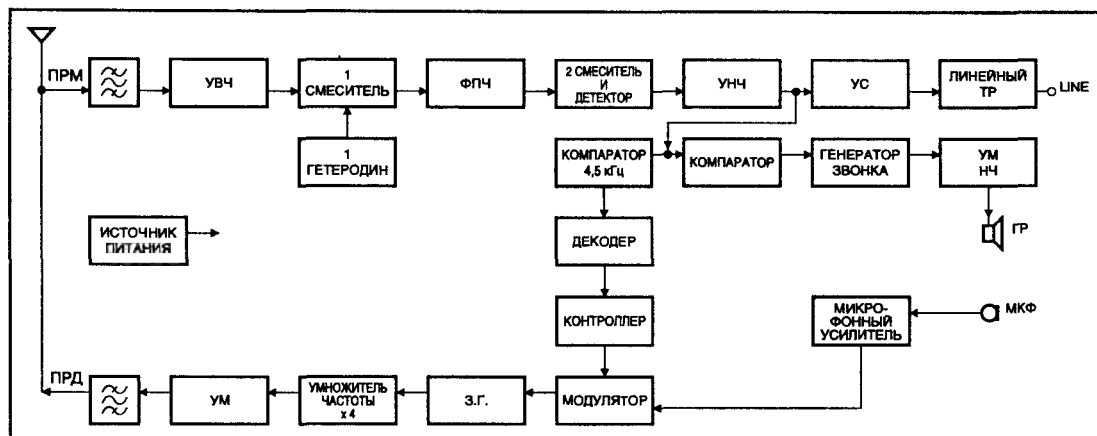 ПРМ
УВЧ
1
СМЕСИТЕЛЬ
ФПЧ
2 СМЕСИТЕЛЬ
И
ДЕТЕКТОР
УНЧ
УС
ЛИНЕЙНЫЙ
ТР
LINE
1
ГЕТЕРОДИН
КОМПАРАТОР
4,5 кГц
КОМПАРАТОР
ГЕНЕРАТОР
ЗВОНКА
УМ
НЧ
ИСТОЧНИК
ПИТАНИЯ
ДЕКОДЕР
ГР
КОНТРОЛЛЕР
МИКРО-
ФОННЫЙ
УСИЛИТЕЛЬ
МКФ
ПРД
УМ
УМНОЖИТЕЛЬ
ЧАСТОТЫ
х 4
З.Г.
МОДУЛЯТОР